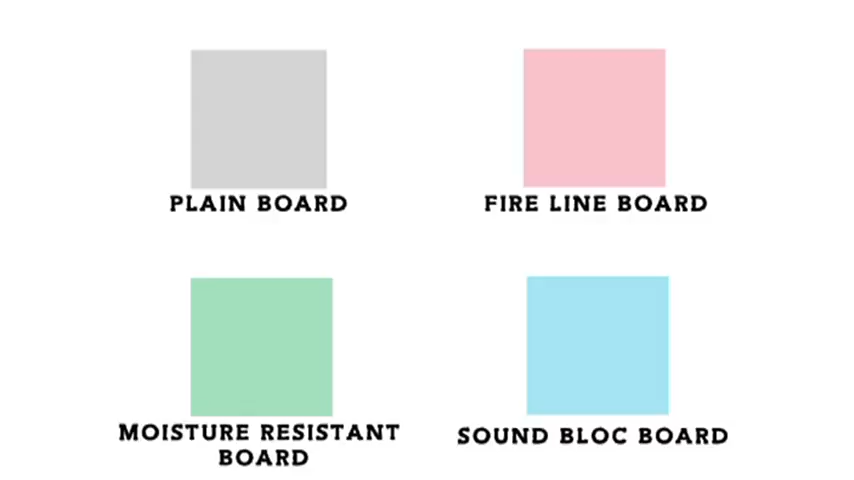 PLAIN BOARD
FIRE LINE BOARD
MOISTURE RESISTANT
BOARD
SOUND BLOC BOARD